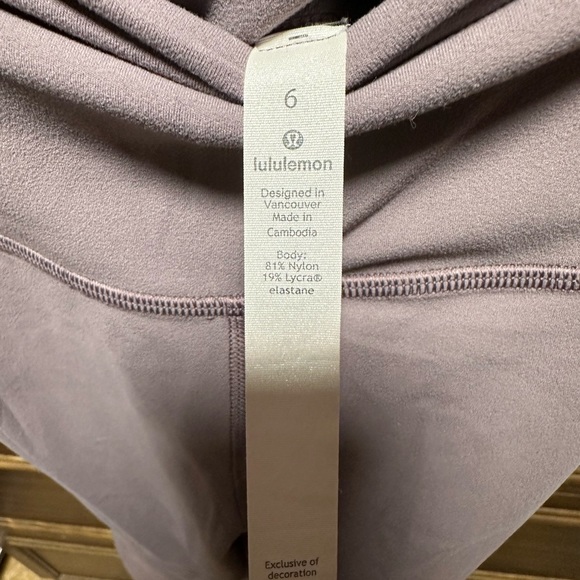 6
lululemon
Designed in
Vancouver
Made in
Cambodia
Body:
81% Nylon
19% Lycra®
elastane
Exclusive of
decoration